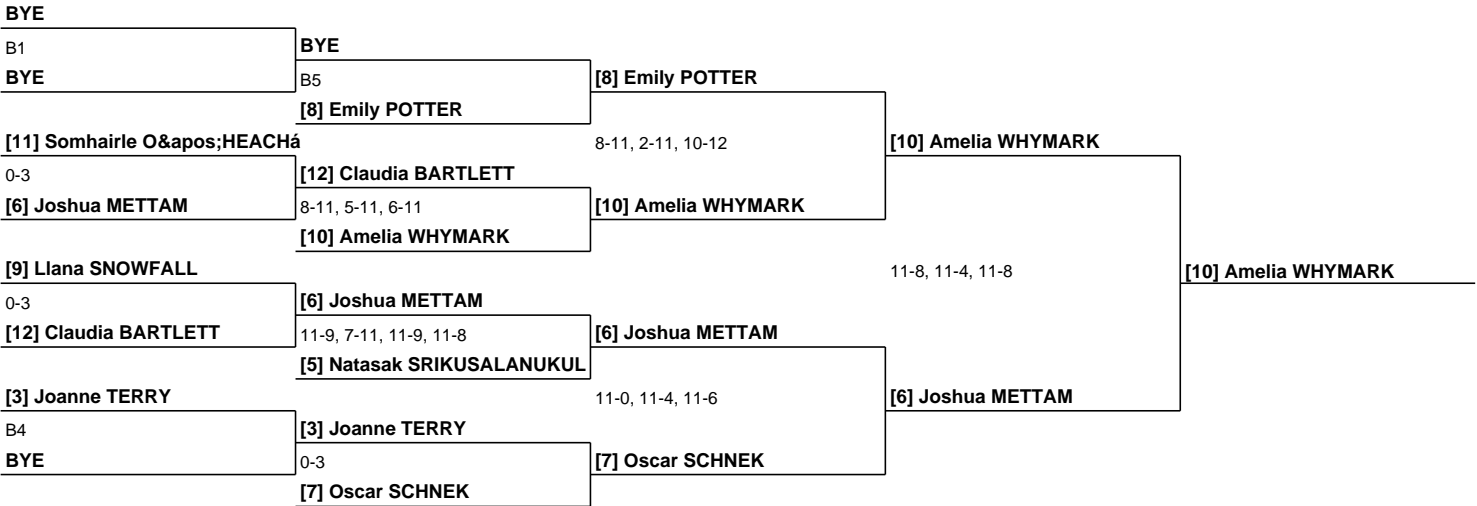 BYE
B1
BYE
BYE
B5
[8] Emily POTTER
[8] Emily POTTER
[11] Somhairle O&apos;HEACHá
0-3
[6] Joshua METTAM
[12] Claudia BARTLETT
8-11, 5-11, 6-11
[10] Amelia WHYMARK
8-11, 2-11, 10-12
[10] Amelia WHYMARK
[10] Amelia WHYMARK
[9] Llana SNOWFALL
0-3
[12] Claudia BARTLETT
[6] Joshua METTAM
11-9, 7-11, 11-9, 11-8
[5] Natasak SRIKUSALANUKUL
[6] Joshua METTAM
11-8, 11-4, 11-8
[10] Amelia WHYMARK
[3] Joanne TERRY
B4
BYE
[3] Joanne TERRY
0-3
[7] Oscar SCHNEK
11-0, 11-4, 11-6
[7] Oscar SCHNEK
[6] Joshua METTAM